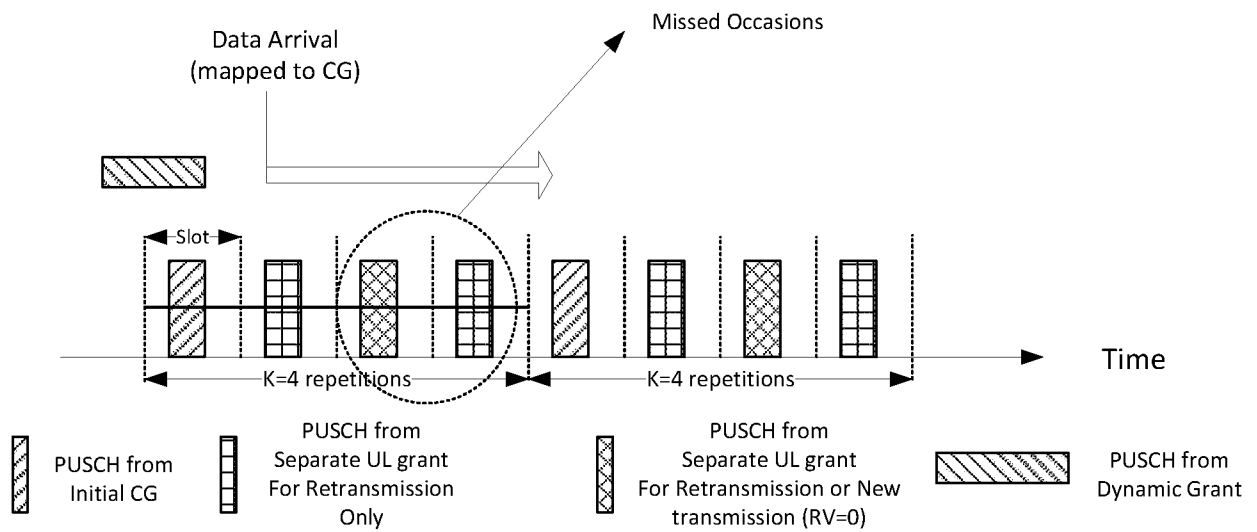 Missed Occasions
Data Arrival
(mapped to CG)
Slot
Time
K=4 repetitions
K=4 repetitions
PUSCH from
Initial CG
PUSCH from
Separate UL grant
For Retransmission
Only
PUSCH from
Separate UL grant
For Retransmission or New
transmission (RV=0)
PUSCH from
Dynamic Grant